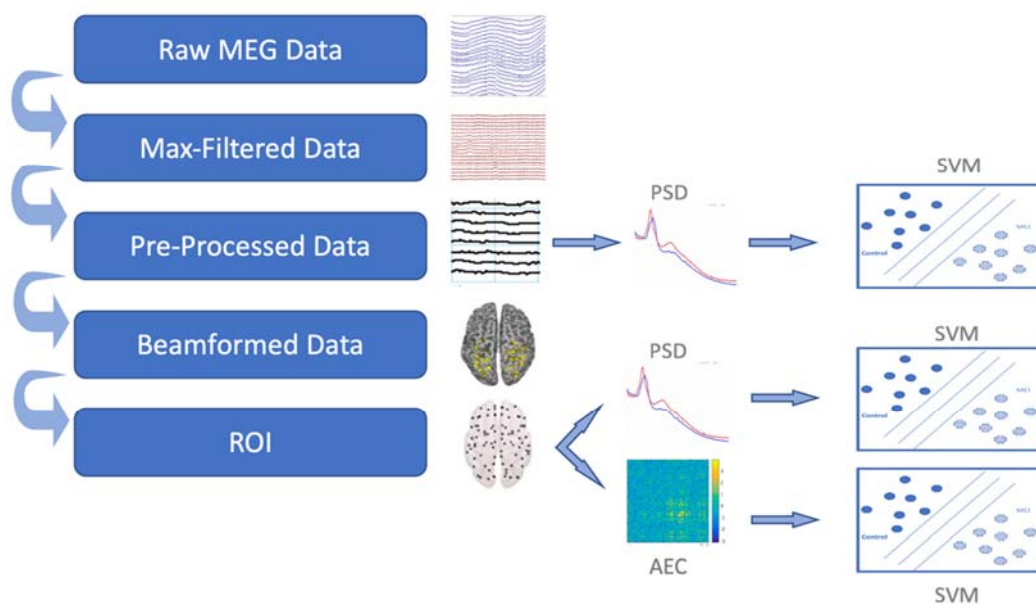 Raw MEG Data
Max-Filtered Data
Pre-Processed Data
Beamformed Data
ROI
PSD
SVM
Control
MCI
PSD
SVM
Control
MCI
AEC
Control
MCI
SVM